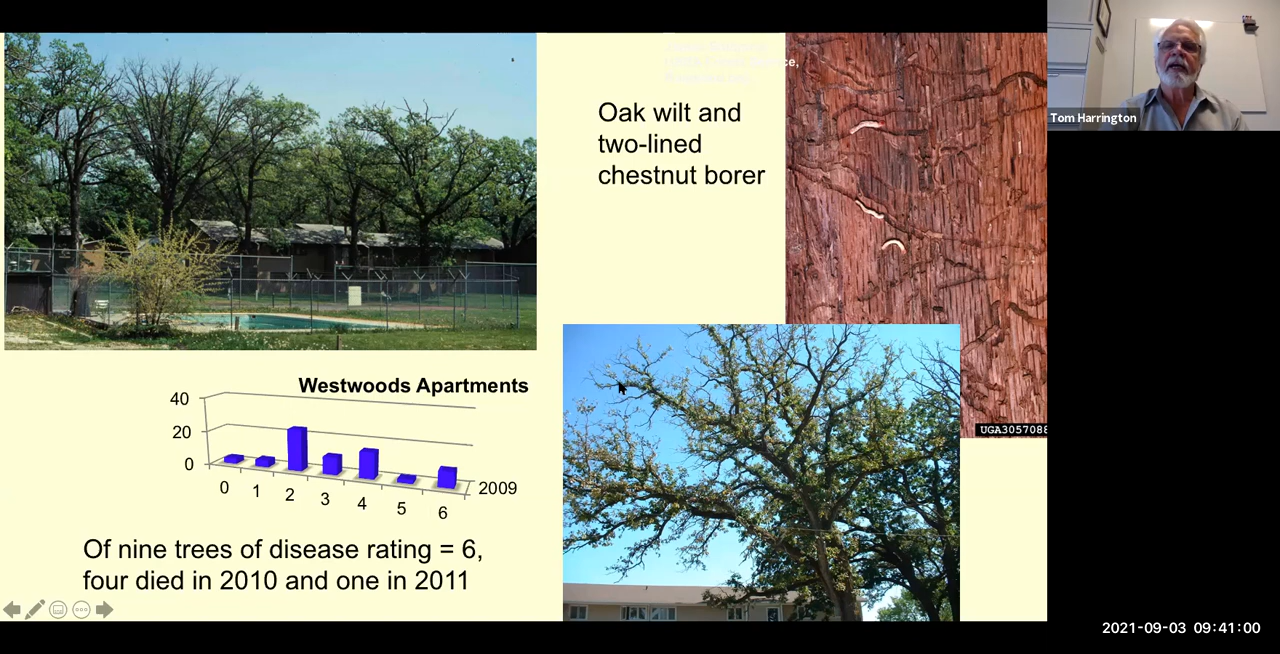 Oak wilt and
two-lined
chestnut borer
Tom Harrington
UGA3057088
Westwoods Apartments
40
20
0
0 1 2 3 4 5 6
2009
Of nine trees of disease rating = 6,
four died in 2010 and one in 2011
2021-09-03 09:41:00